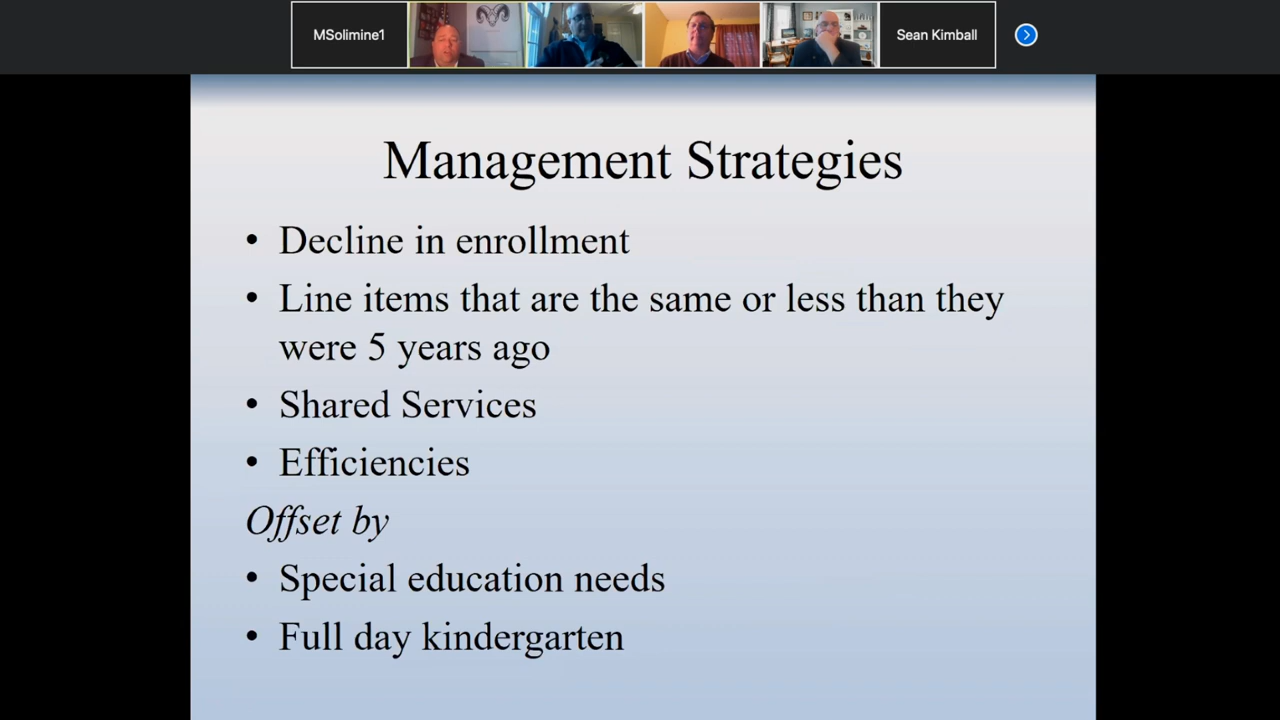 MSolimine1
Sean Kimball
Management Strategies
• Decline in enrollment
• Line items that are the same or less than they
were 5 years ago
• Shared Services
• Efficiencies
Offset by
• Special education needs
• Full day kindergarten